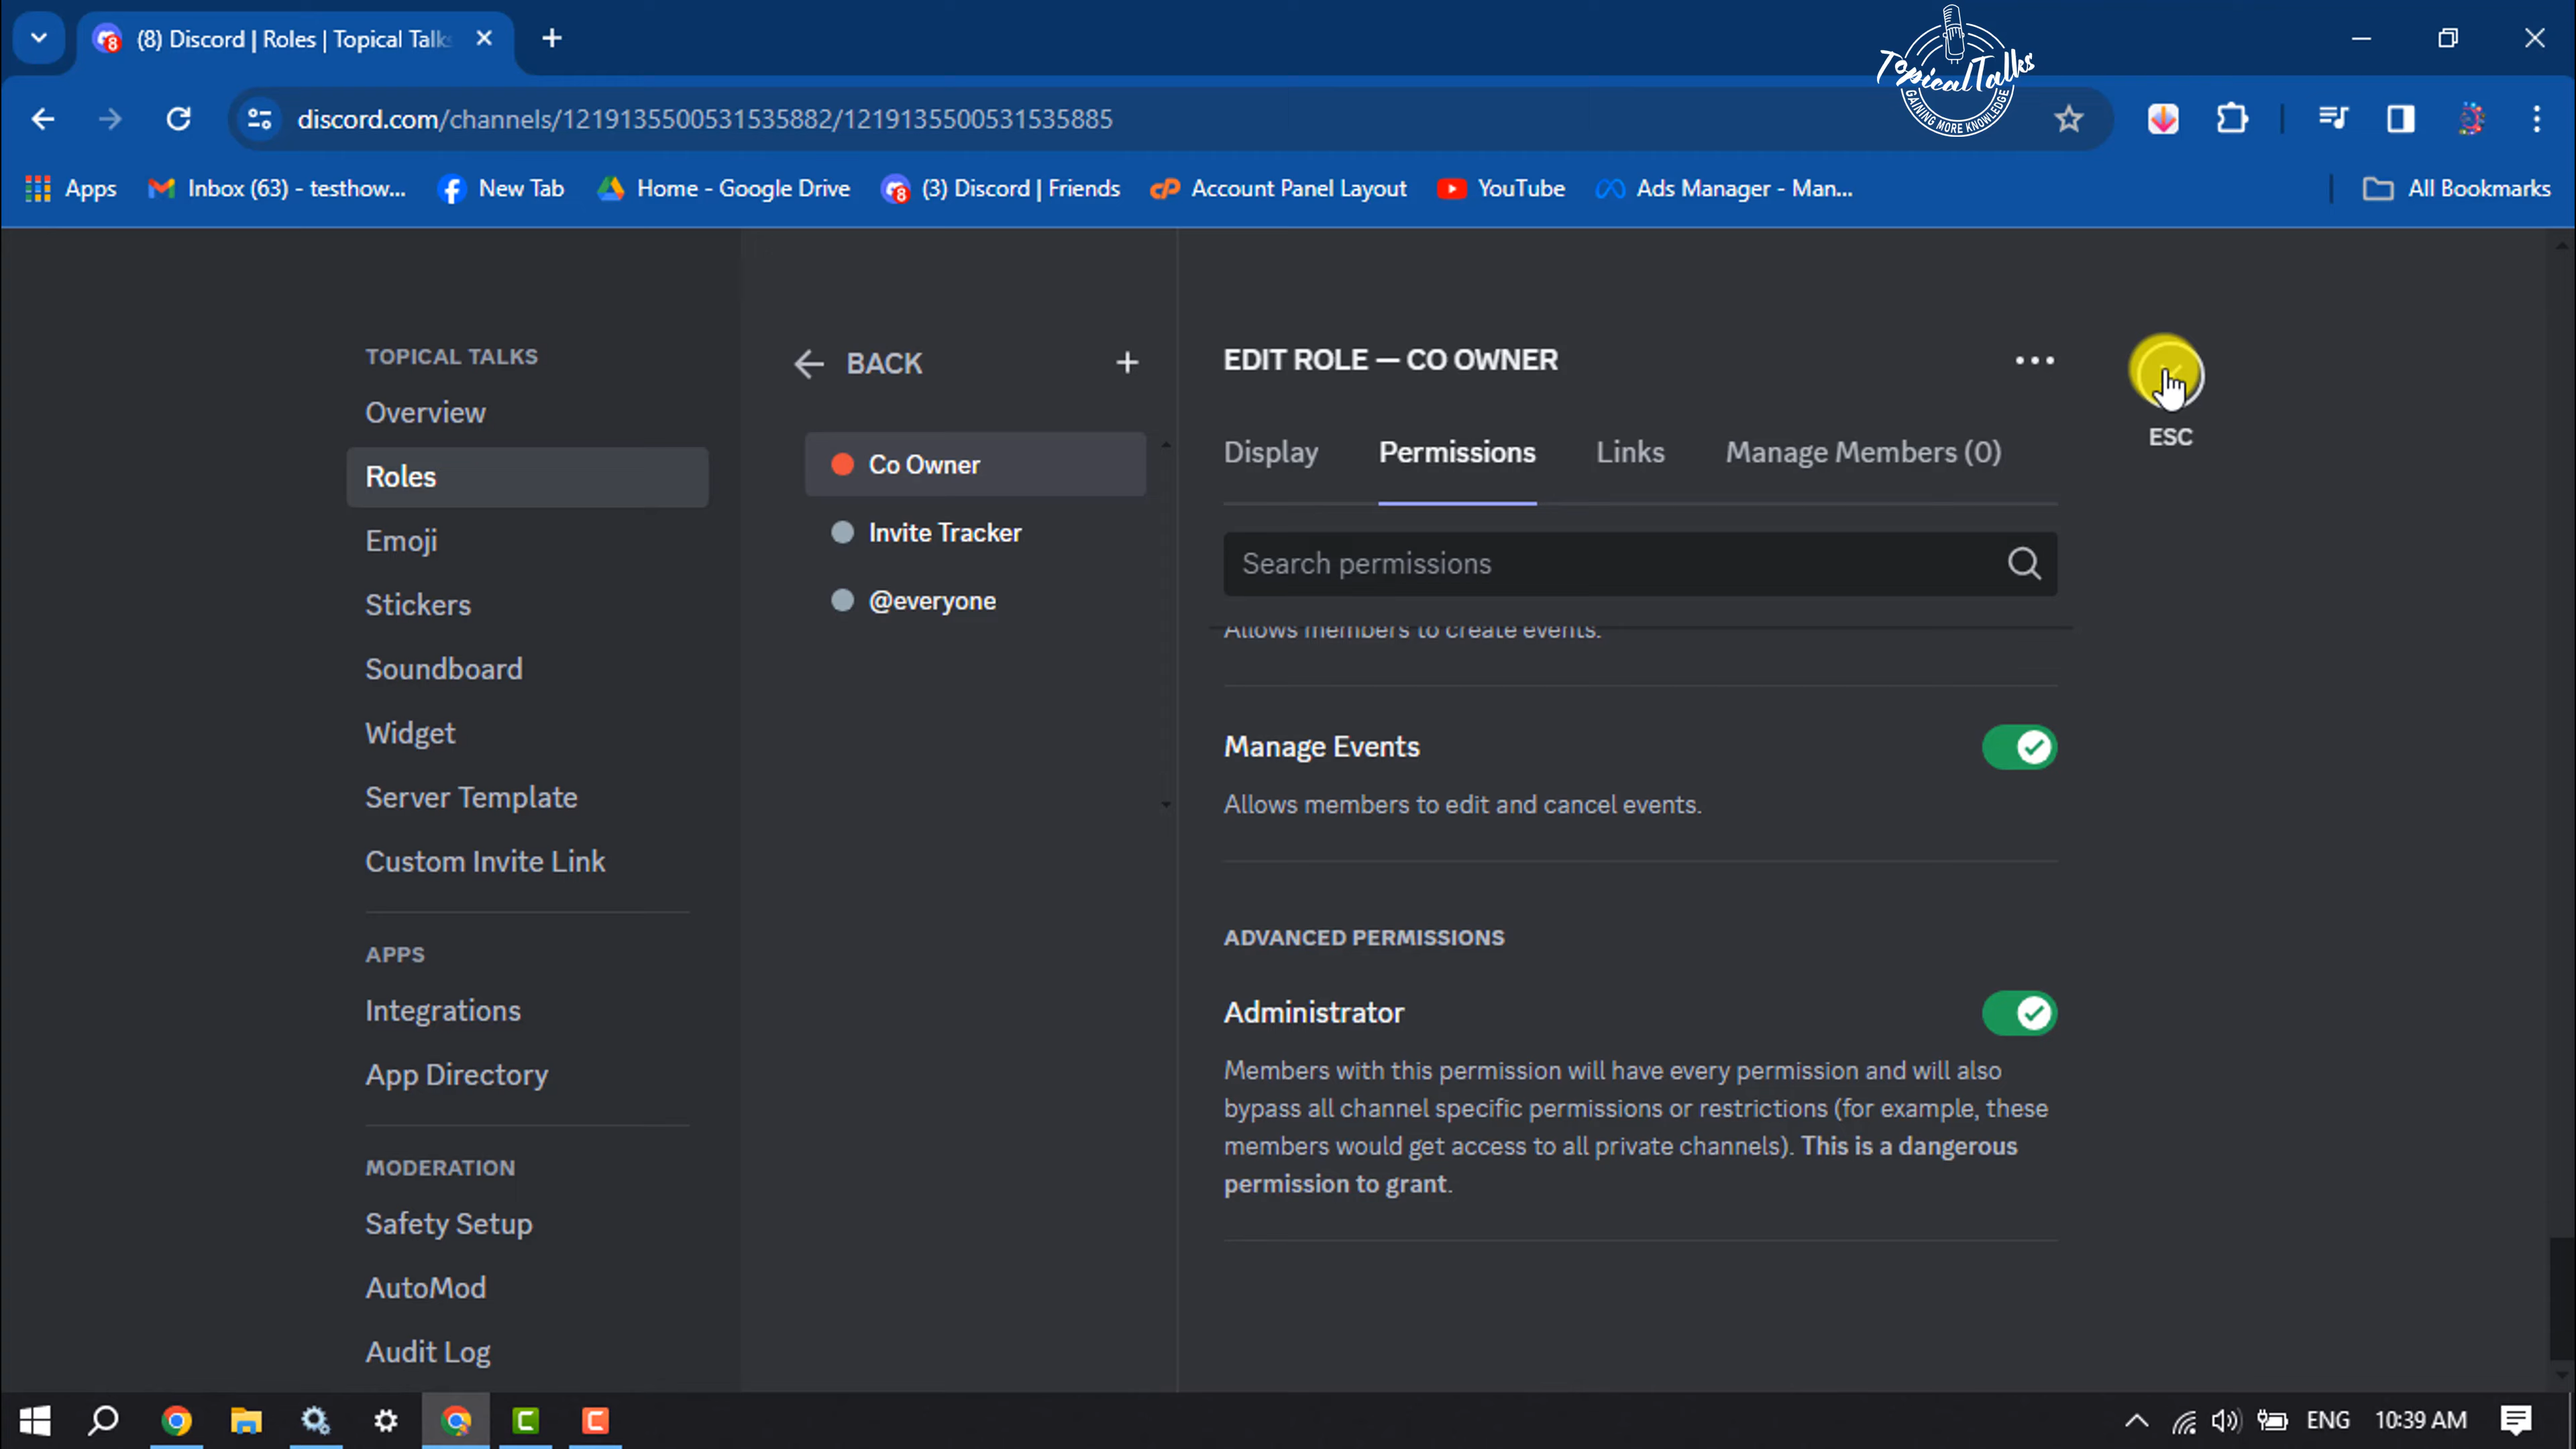 (8) Discord | Roles | Topical Talks
Topical Talks
GAINING MORE KNOWLEDGE
discord.com/channels/1219135500531535882/1219135500531535885
Apps
Inbox (63) - testhow...
New Tab
Home - Google Drive
(3) Discord | Friends
Account Panel Layout
YouTube
Ads Manager - Man...
All Bookmarks
TOPICAL TALKS
Overview
Roles
Emoji
Stickers
Soundboard
Widget
Server Template
Custom Invite Link
APPS
Integrations
App Directory
MODERATION
Safety Setup
AutoMod
Audit Log
BACK
Co Owner
Invite Tracker
@everyone
EDIT ROLE — CO OWNER
Display Permissions Links Manage Members (0)
Search permissions
Allows members to create events.
Manage Events
Allows members to edit and cancel events.
ADVANCED PERMISSIONS
Administrator
Members with this permission will have every permission and will also
bypass all channel specific permissions or restrictions (for example, these
members would get access to all private channels). This is a dangerous
permission to grant.
ESC
ENG
10:39 AM